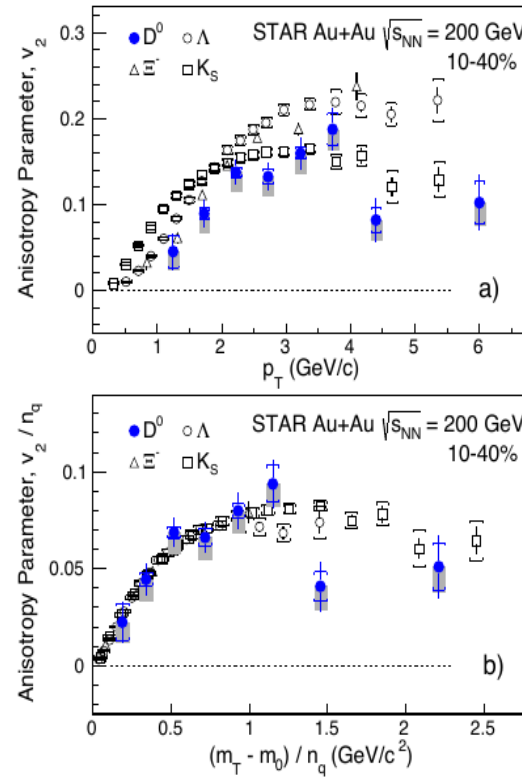 D⁰ Λ STAR Au+Au √sNN = 200 GeV
Ξ⁻ KS 10-40%
0.3
0.2
0.1
0
Anisotropy Parameter, v₂
a)
0 1 2 3 4 5 6
pT (GeV/c)
D⁰ Λ STAR Au+Au √sNN = 200 GeV
Ξ⁻ KS 10-40%
0.1
0.05
0
Anisotropy Parameter, v₂ / nq
b)
0 0.5 1 1.5 2 2.5
(mT - m₀) / nq (GeV/c²)